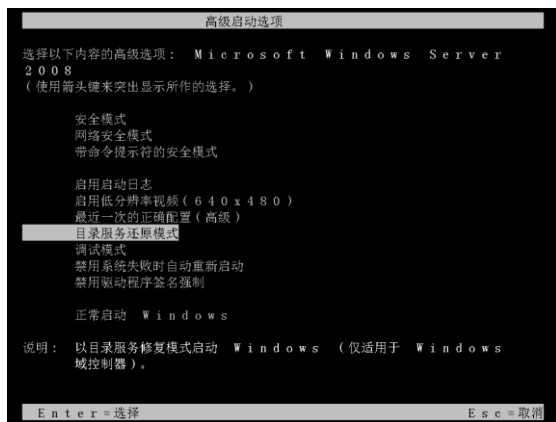 高级启动选项
选择以下内容的高级选项： Microsoft Windows Server
2008
(使用箭头键来突出显示所作的选择。)
安全模式
网络安全模式
带命令提示符的安全模式
启用启动日志
启用低分辨率视频(640x480)
最近一次的正确配置(高级)
目录服务还原模式
调试模式
禁用系统失败时自动重新启动
禁用驱动程序签名强制
正常启动 Windows
说明： 以目录服务修复模式启动 Windows (仅适用于 Windows
域控制器)。
Enter=选择 Esc=取消